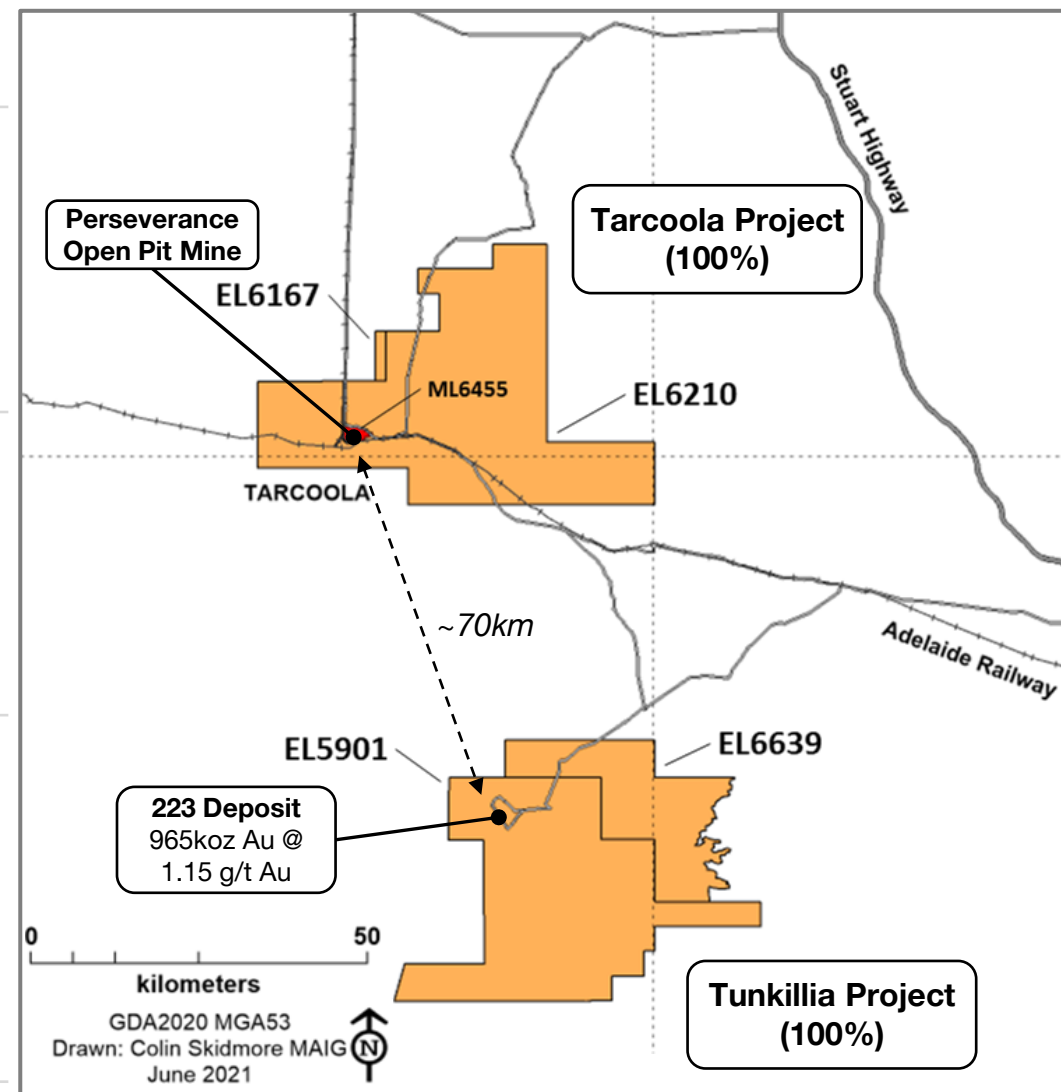 Stuart Highway
Perseverance
Open Pit Mine
Tarcoola Project
(100%)
EL6167
ML6455
EL6210
TARCOOLA
~70km
Adelaide Railway
EL5901
EL6639
223 Deposit
965koz Au @
1.15 g/t Au
0
50
kilometers
Tunkillia Project
(100%)
GDA2020 MGA53
Drawn: Colin Skidmore MAIG
N
June 2021